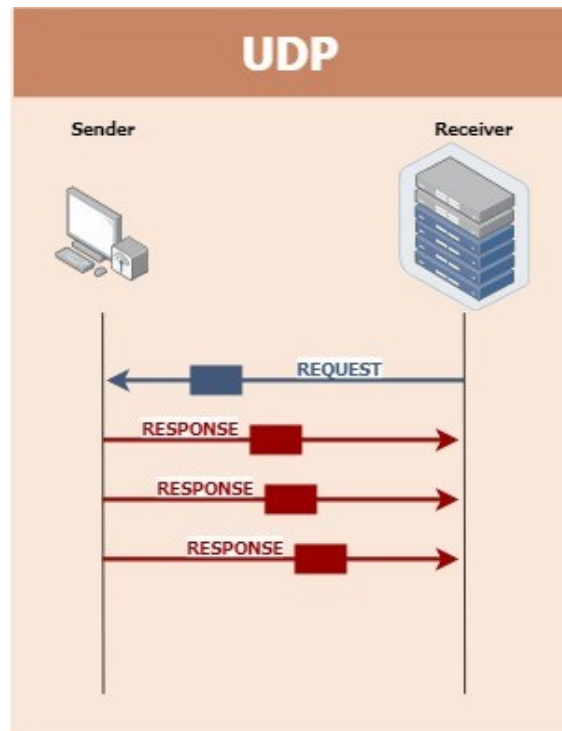 UDP
Sender
Receiver
REQUEST
RESPONSE
RESPONSE
RESPONSE